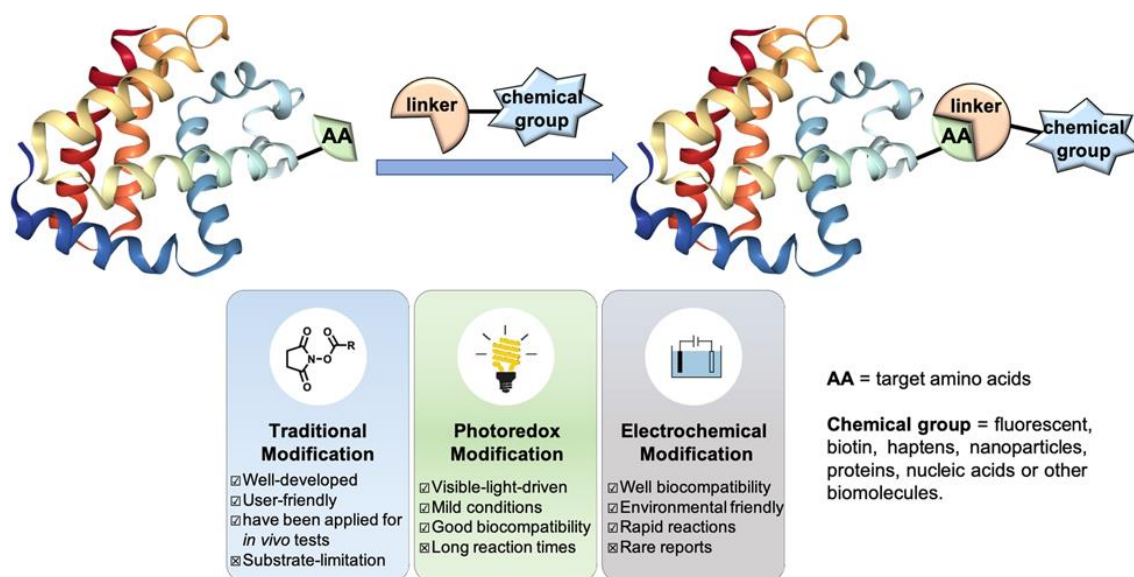 AA
linker
chemical
group
linker
AA
chemical
group
O
O
N-O
R
O
Traditional
Modification
☑Well-developed
☑User-friendly
☑have been applied for
in vivo tests
☒Substrate-limitation
Photoredox
Modification
☑Visible-light-driven
☑Mild conditions
☑Good biocompatibility
☒Long reaction times
Electrochemical
Modification
☑Well biocompatibility
☑Environmental friendly
☑Rapid reactions
☒Rare reports
AA = target amino acids
Chemical group = fluorescent,
biotin, haptens, nanoparticles,
proteins, nucleic acids or other
biomolecules.